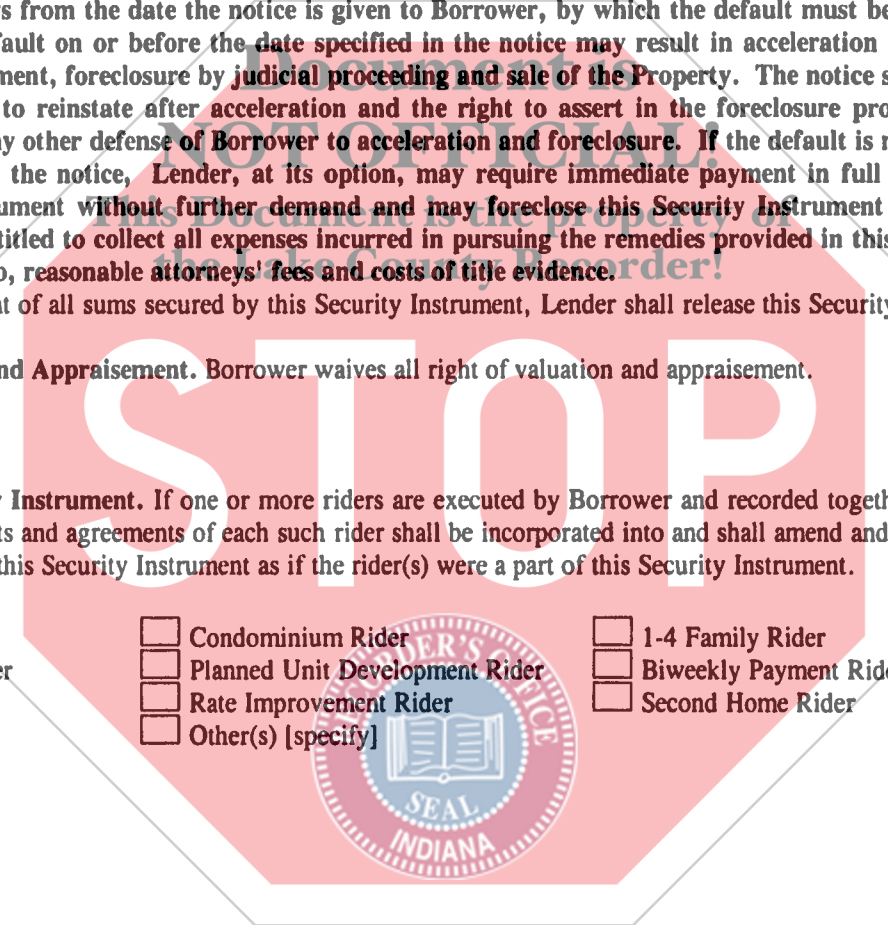 s from the date the notice is given to Borrower, by which the default must be
fault on or before the date specified in the notice may result in acceleration
ment, foreclosure by judicial proceeding and sale of the Property. The notice s
to reinstate after acceleration and the right to assert in the foreclosure pro
ny other defense of Borrower to acceleration and foreclosure. If the default is n
the notice, Lender, at its option, may require immediate payment in full
ument without further demand and may foreclose this Security Instrument
titled to collect all expenses incurred in pursuing the remedies provided in this
o, reasonable attorneys' fees and costs of title evidence.
t of all sums secured by this Security Instrument, Lender shall release this Security
nd Appraisement. Borrower waives all right of valuation and appraisement.
y Instrument. If one or more riders are executed by Borrower and recorded togeth
ts and agreements of each such rider shall be incorporated into and shall amend and
this Security Instrument as if the rider(s) were a part of this Security Instrument.
Condominium Rider
1-4 Family Rider
er
Planned Unit Development Rider
Biweekly Payment Ride
Rate Improvement Rider
Second Home Rider
Other(s) [specify]
Document is
NOT OFFICIAL!
This Document is the property of
the Lake County Recorder!
STOP
RECORDER'S OFFICE
SEAL
INDIANA